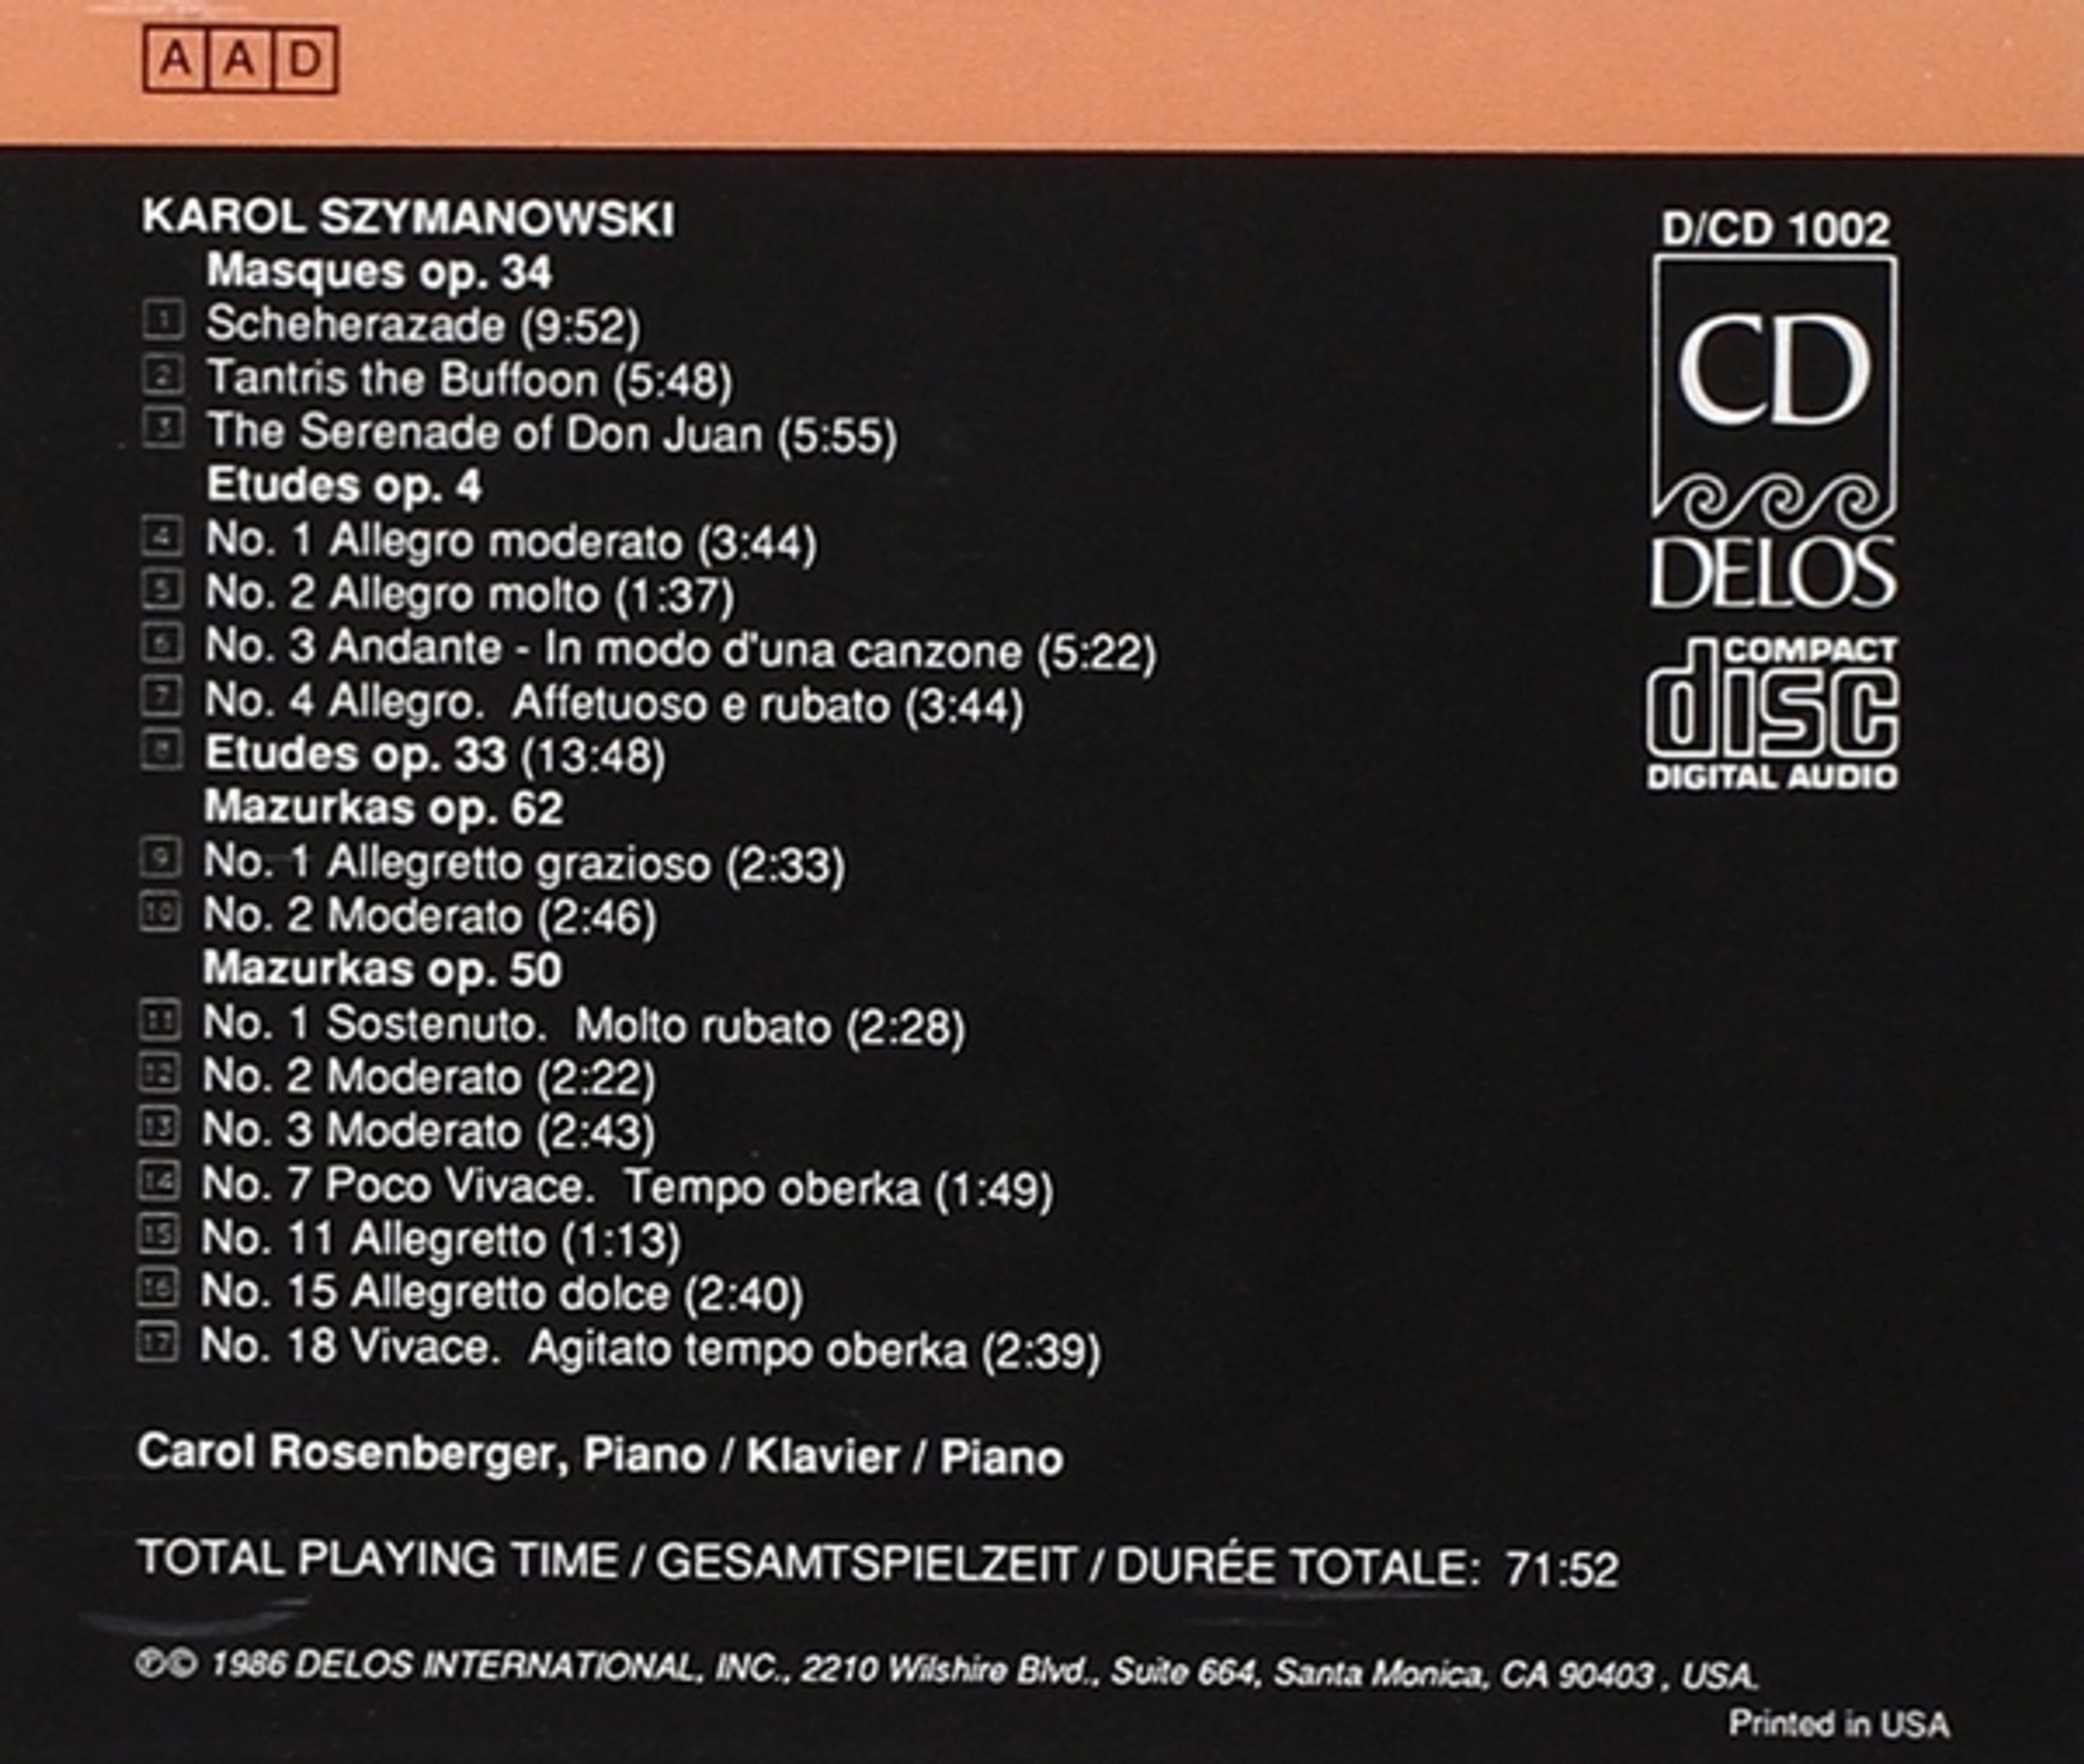 AAD
KAROL SZYMANOWSKI
Masques op. 34
1 Scheherazade (9:52)
2 Tantris the Buffoon (5:48)
3 The Serenade of Don Juan (5:55)
Etudes op. 4
4 No. 1 Allegro moderato (3:44)
5 No. 2 Allegro molto (1:37)
6 No. 3 Andante - In modo d'una canzone (5:22)
7 No. 4 Allegro. Affetuoso e rubato (3:44)
8 Etudes op. 33 (13:48)
Mazurkas op. 62
9 No. 1 Allegretto grazioso (2:33)
10 No. 2 Moderato (2:46)
Mazurkas op. 50
11 No. 1 Sostenuto. Molto rubato (2:28)
12 No. 2 Moderato (2:22)
13 No. 3 Moderato (2:43)
14 No. 7 Poco Vivace. Tempo oberka (1:49)
15 No. 11 Allegretto (1:13)
16 No. 15 Allegretto dolce (2:40)
17 No. 18 Vivace. Agitato tempo oberka (2:39)
Carol Rosenberger, Piano / Klavier / Piano
TOTAL PLAYING TIME / GESAMTSPIELZEIT / DURÉE TOTALE: 71:52
℗© 1986 DELOS INTERNATIONAL, INC., 2210 Wilshire Blvd., Suite 664, Santa Monica, CA 90403, USA.
Printed in USA
D/CD 1002
CD
DELOS
COMPACT
disc
DIGITAL AUDIO